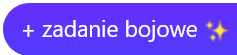 + zadanie bojowe ✨